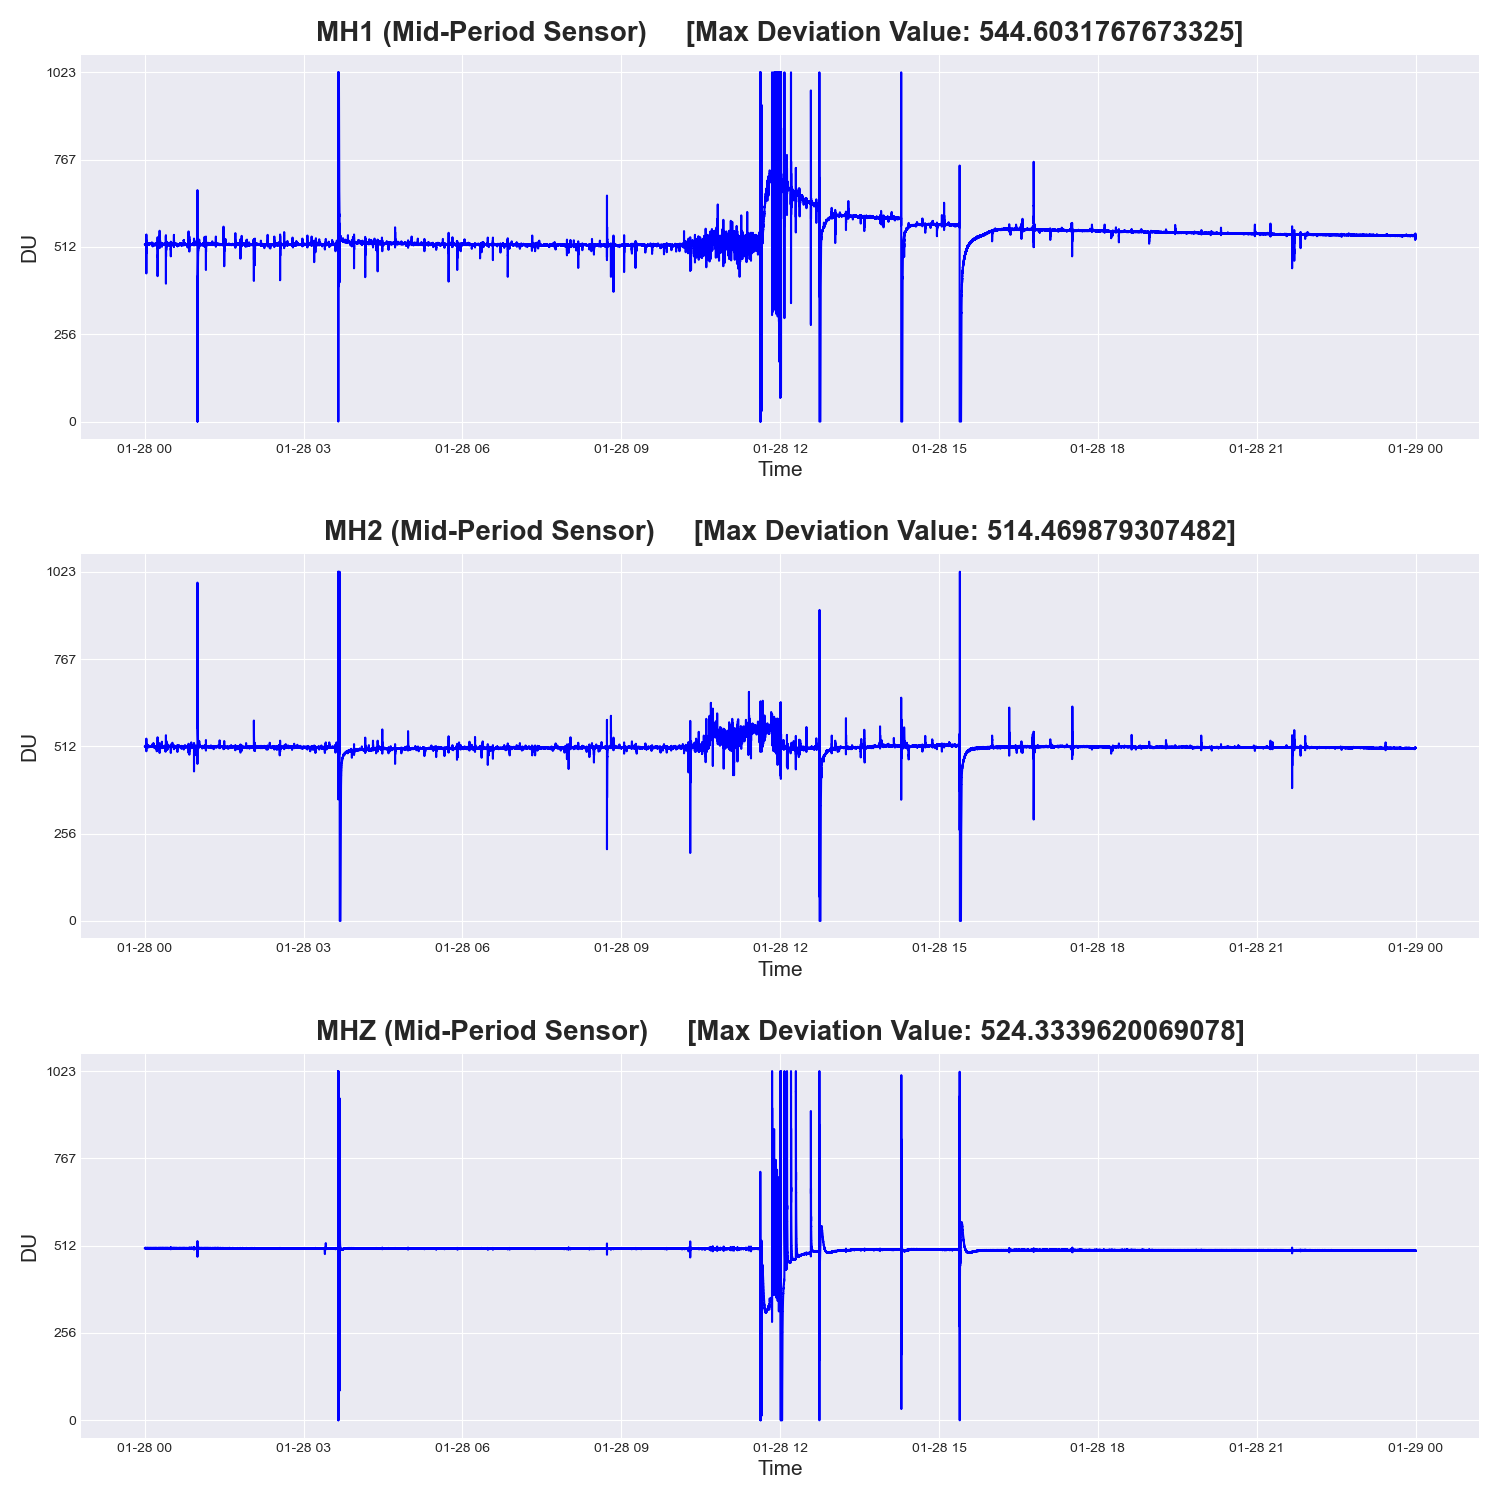 MH1 (Mid-Period Sensor) [Max Deviation Value: 544.6031767673325]
1023
767
512
256
0
DU
01-28 00 01-28 03 01-28 06 01-28 09 01-28 12 01-28 15 01-28 18 01-28 21 01-29 00
Time
MH2 (Mid-Period Sensor) [Max Deviation Value: 514.469879307482]
1023
767
512
256
0
DU
01-28 00 01-28 03 01-28 06 01-28 09 01-28 12 01-28 15 01-28 18 01-28 21 01-29 00
Time
MHZ (Mid-Period Sensor) [Max Deviation Value: 524.3339620069078]
1023
767
512
256
0
DU
01-28 00 01-28 03 01-28 06 01-28 09 01-28 12 01-28 15 01-28 18 01-28 21 01-29 00
Time